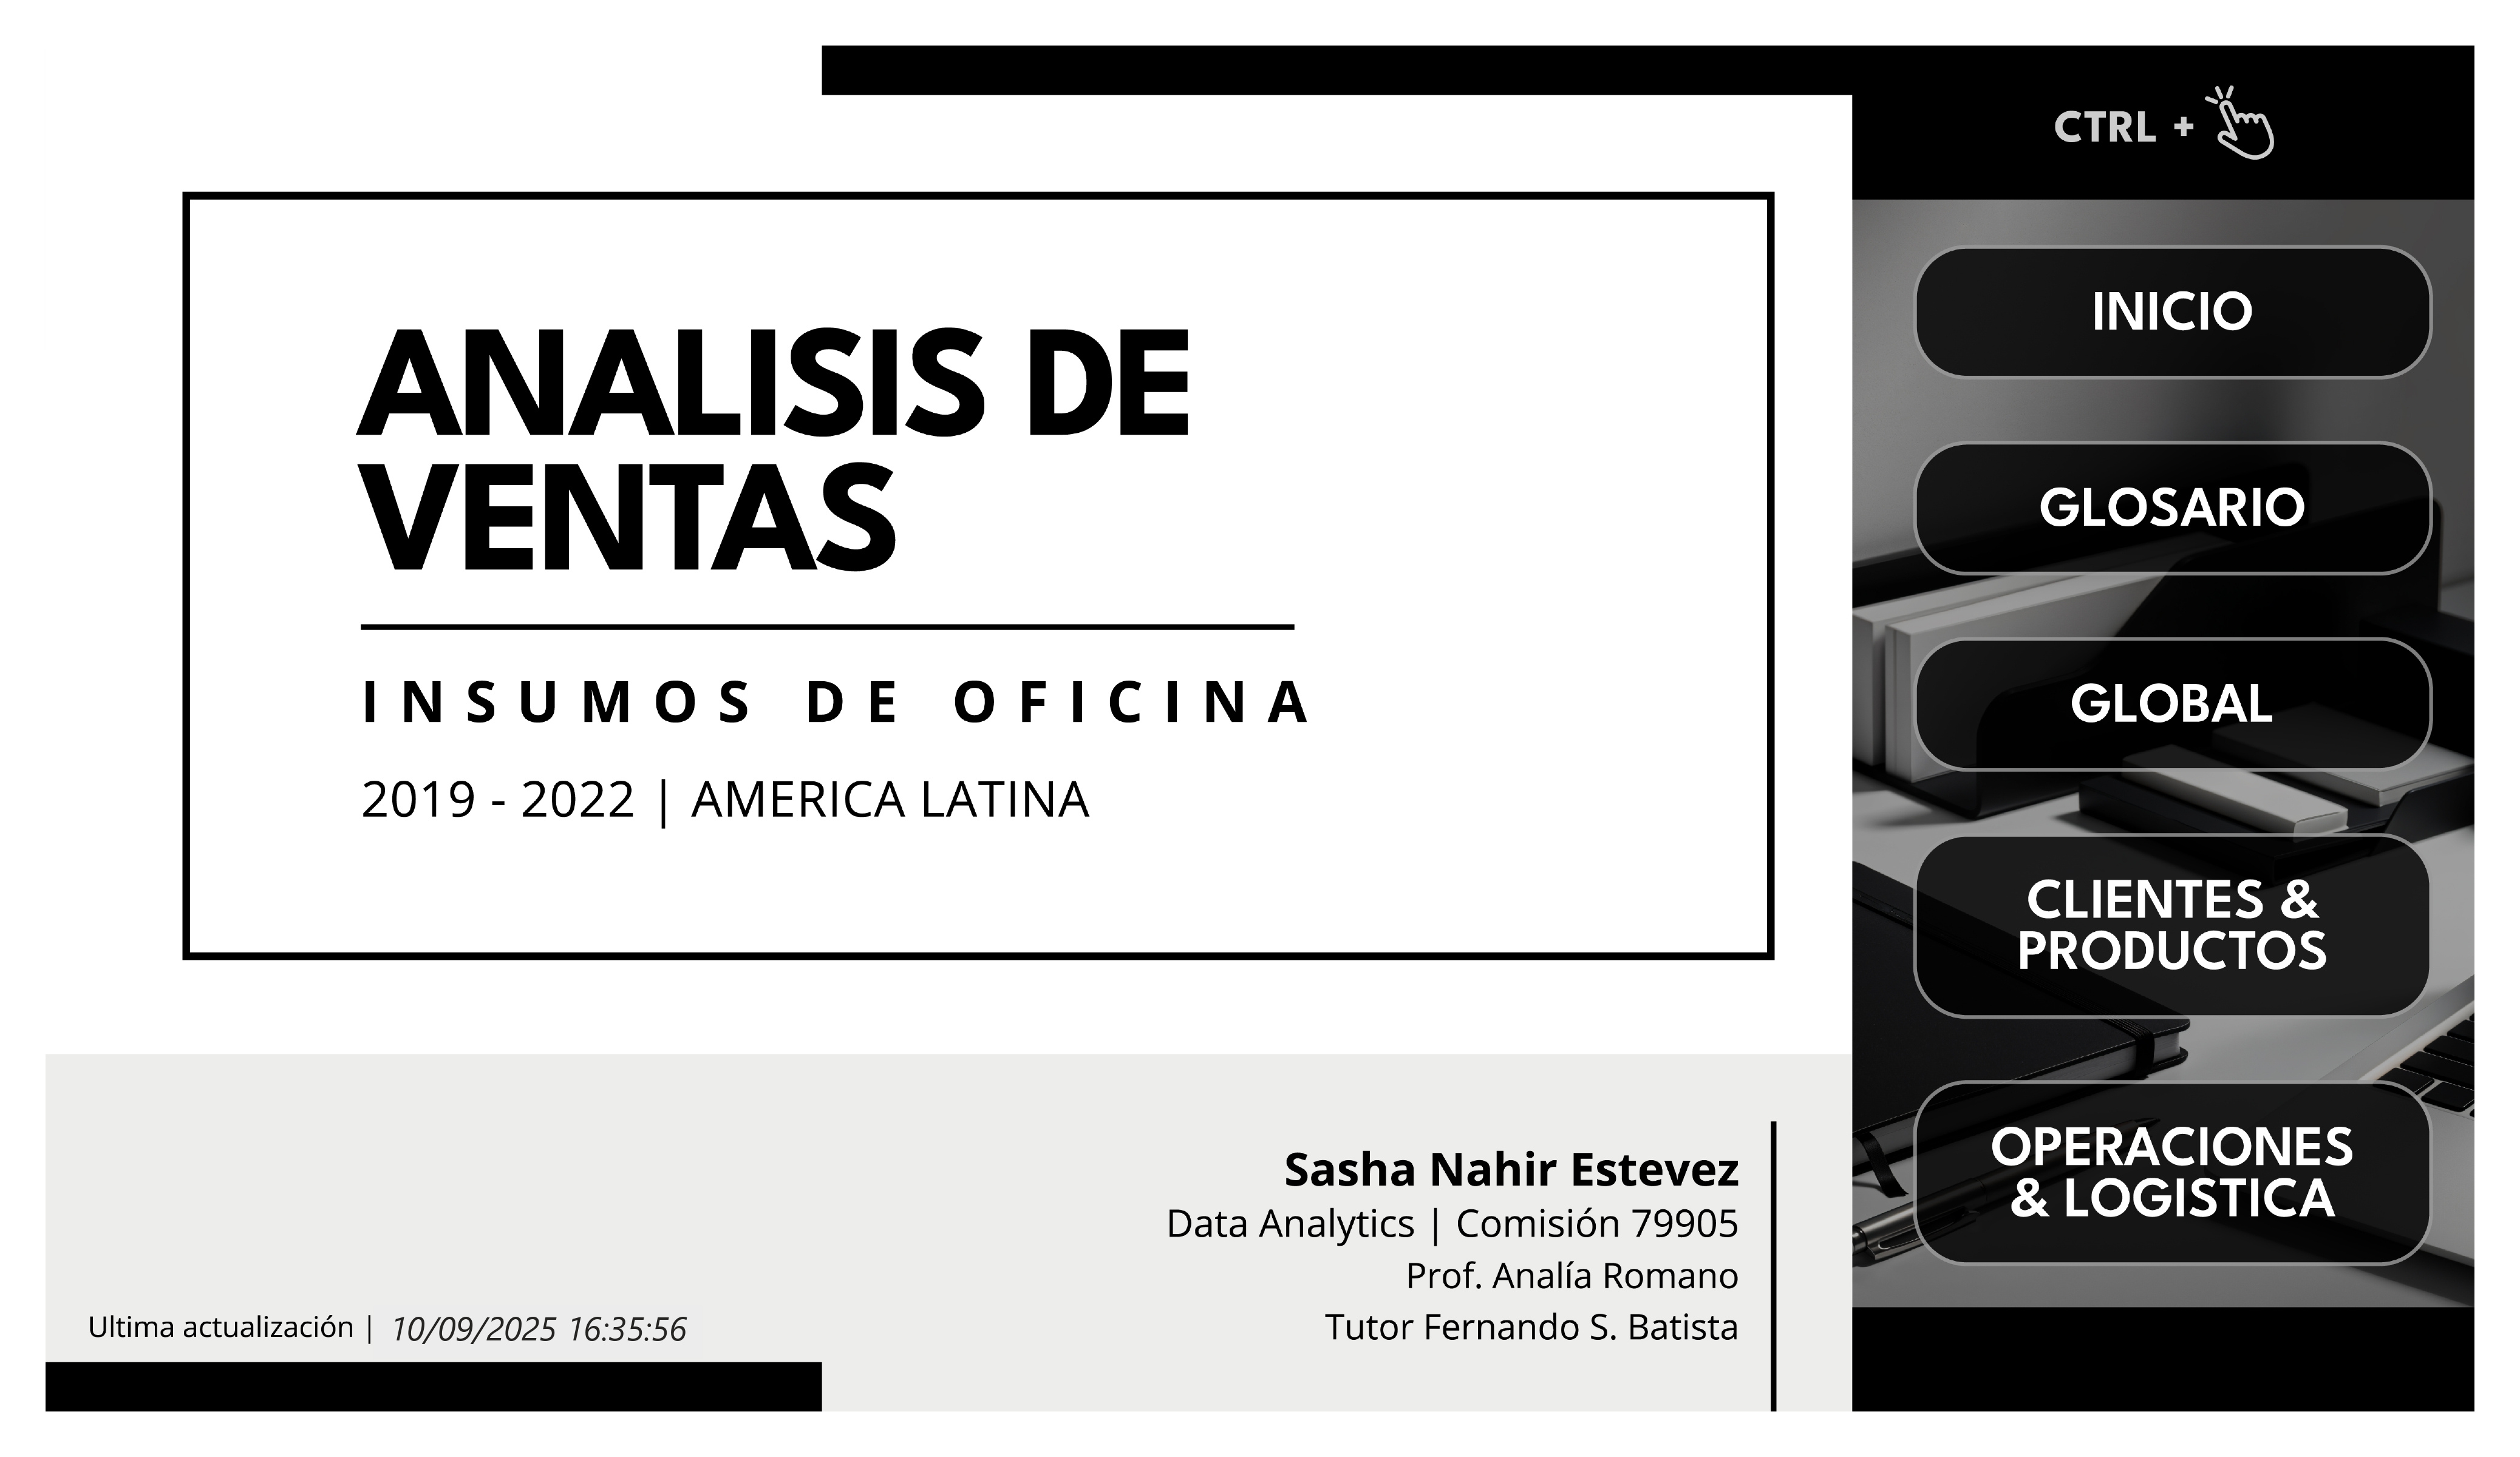 CTRL +
ANALISIS DE
VENTAS
INSUMOS DE OFICINA
2019 - 2022 | AMERICA LATINA
INICIO
GLOSARIO
GLOBAL
CLIENTES &
PRODUCTOS
OPERACIONES
& LOGISTICA
Sasha Nahir Estevez
Data Analytics | Comisión 79905
Prof. Analía Romano
Tutor Fernando S. Batista
Ultima actualización | 10/09/2025 16:35:56